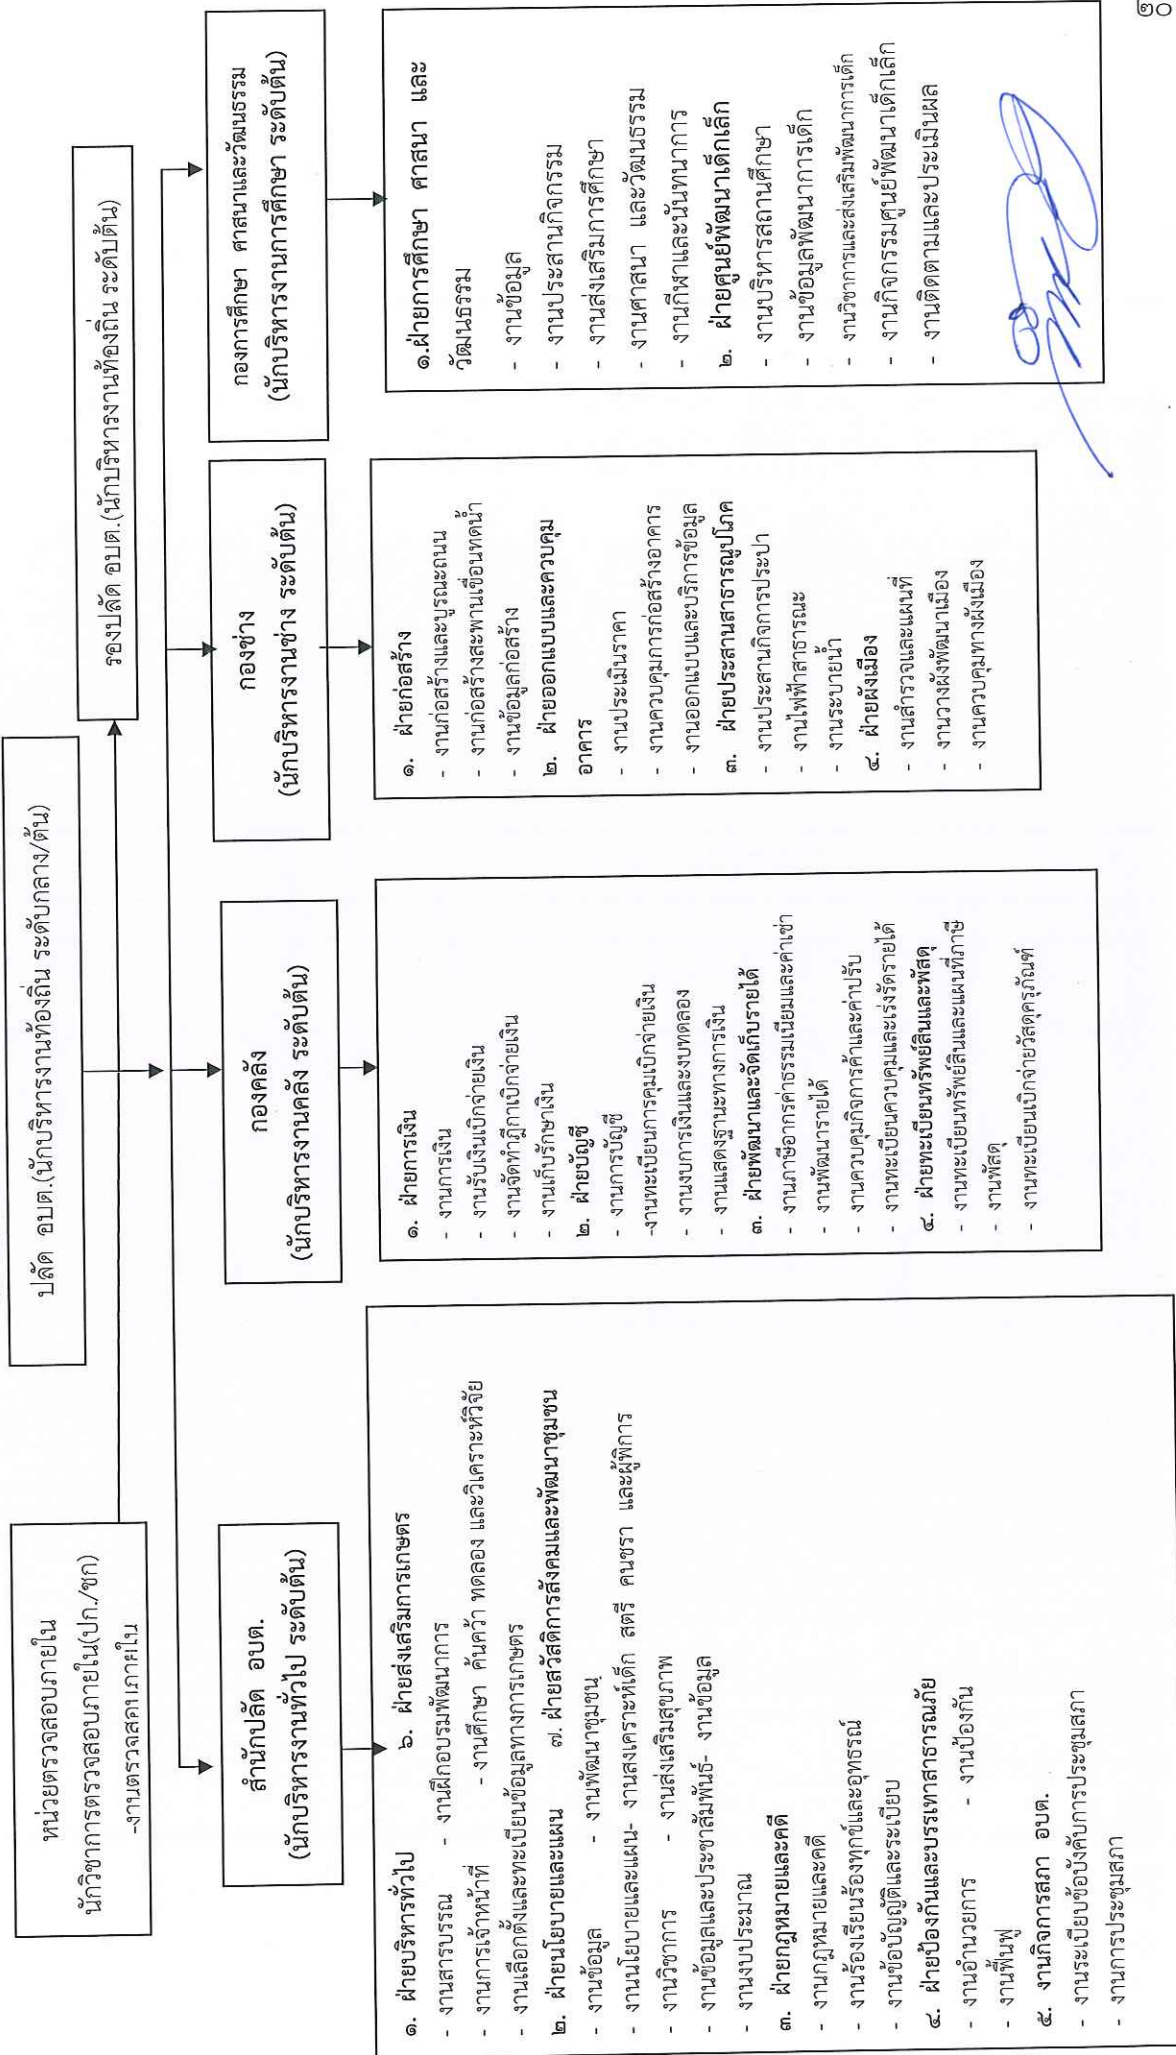 ๒๐
ปลัด อบต.(นักบริหารงานท้องถิ่น ระดับกลาง/ต้น)
หน่วยตรวจสอบภายใน
นักวิชาการตรวจสอบภายใน(ปก./ชก)
-งานตรวจสอบภายใน
รองปลัด อบต.(นักบริหารงานท้องถิ่น ระดับต้น)
สำนักปลัด อบต.
(นักบริหารงานทั่วไป ระดับต้น)
๑. ฝ่ายบริหารทั่วไป ๖. ฝ่ายส่งเสริมการเกษตร
- งานสารบรรณ - งานฝึกอบรมพัฒนาการ
- งานการเจ้าหน้าที่ - งานศึกษา ค้นคว้า ทดลอง และวิเคราะห์วิจัย
- งานเลือกตั้งและทะเบียนข้อมูลทางการเกษตร
๒. ฝ่ายนโยบายและแผน ๗. ฝ่ายสวัสดิการสังคมและพัฒนาชุมชน
- งานข้อมูล - งานพัฒนาชุมชน
- งานนโยบายและแผน- งานสงเคราะห์เด็ก สตรี คนชรา และผู้พิการ
- งานวิชาการ - งานส่งเสริมสุขภาพ
- งานข้อมูลและประชาสัมพันธ์- งานข้อมูล
- งานงบประมาณ
๓. ฝ่ายกฎหมายและคดี
- งานกฎหมายและคดี
- งานร้องเรียนร้องทุกข์และอุทธรณ์
- งานข้อบัญญัติและระเบียบ
๔. ฝ่ายป้องกันและบรรเทาสาธารณภัย
- งานอำนวยการ - งานป้องกัน
- งานฟื้นฟู
๕. งานกิจการสภา อบต.
- งานระเบียบข้อบังคับการประชุมสภา
- งานการประชุมสภา
กองคลัง
(นักบริหารงานคลัง ระดับต้น)
๑. ฝ่ายการเงิน
- งานการเงิน
- งานรับเงินเบิกจ่ายเงิน
- งานจัดทำฎีกาเบิกจ่ายเงิน
- งานเก็บรักษาเงิน
๒. ฝ่ายบัญชี
- งานการบัญชี
-งานทะเบียนการคุมเบิกจ่ายเงิน
- งานงบการเงินและงบทดลอง
- งานแสดงฐานะทางการเงิน
๓. ฝ่ายพัฒนาและจัดเก็บรายได้
- งานภาษีอากรค่าธรรมเนียมและค่าเช่า
- งานพัฒนารายได้
- งานควบคุมกิจการค้าและค่าปรับ
- งานทะเบียนควบคุมและเร่งรัดรายได้
๔. ฝ่ายทะเบียนทรัพย์สินและพัสดุ
- งานทะเบียนทรัพย์สินและแผนที่ภาษี
- งานพัสดุ
- งานทะเบียนเบิกจ่ายวัสดุครุภัณฑ์
กองช่าง
(นักบริหารงานช่าง ระดับต้น)
๑. ฝ่ายก่อสร้าง
- งานก่อสร้างและบูรณะถนน
- งานก่อสร้างสะพานเขื่อนทดน้ำ
- งานข้อมูลก่อสร้าง
๒. ฝ่ายออกแบบและควบคุม
อาคาร
- งานประเมินราคา
- งานควบคุมการก่อสร้างอาคาร
- งานออกแบบและบริการข้อมูล
๓. ฝ่ายประสานสาธารณูปโภค
- งานประสานกิจการประปา
- งานไฟฟ้าสาธารณะ
- งานระบายน้ำ
๔. ฝ่ายผังเมือง
- งานสำรวจและแผนที่
- งานวางผังพัฒนาเมือง
- งานควบคุมทางผังเมือง
กองการศึกษา ศาสนาและวัฒนธรรม
(นักบริหารงานการศึกษา ระดับต้น)
๑.ฝ่ายการศึกษา ศาสนา และ
วัฒนธรรม
- งานข้อมูล
- งานประสานกิจกรรม
- งานส่งเสริมการศึกษา
- งานศาสนา และวัฒนธรรม
- งานกีฬาและนันทนาการ
๒. ฝ่ายศูนย์พัฒนาเด็กเล็ก
- งานบริหารสถานศึกษา
- งานข้อมูลพัฒนาการเด็ก
- งานวิชาการและส่งเสริมพัฒนาการเด็ก
- งานกิจกรรมศูนย์พัฒนาเด็กเล็ก
- งานติดตามและประเมินผล